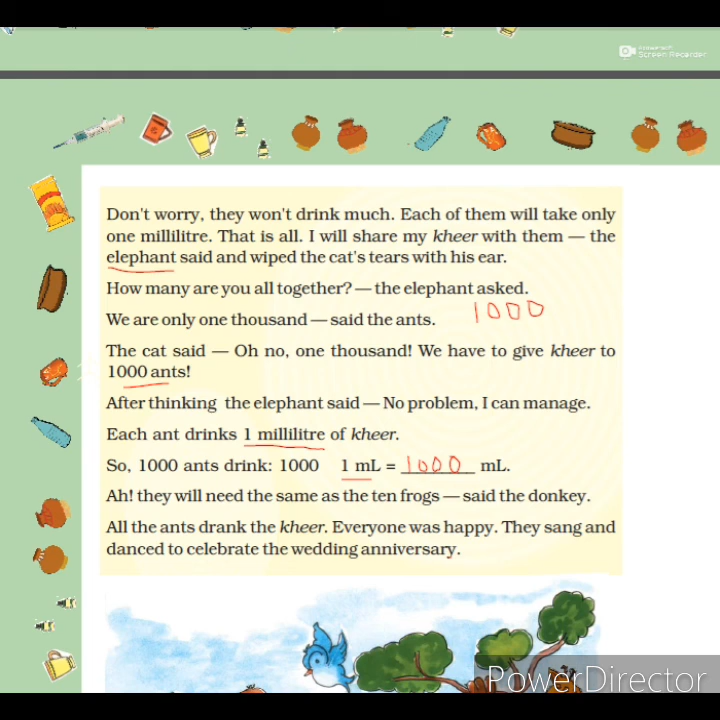 POWERDIRECTOR
Screen Recorder
Don't worry, they won't drink much. Each of them will take only
one millilitre. That is all. I will share my kheer with them — the
elephant said and wiped the cat's tears with his ear.
How many are you all together? — the elephant asked.
1000
We are only one thousand — said the ants.
The cat said — Oh no, one thousand! We have to give kheer to
1000 ants!
After thinking the elephant said — No problem, I can manage.
Each ant drinks 1 millilitre of kheer.
So, 1000 ants drink: 1000 1 mL = 1000 mL.
Ah! they will need the same as the ten frogs — said the donkey.
All the ants drank the kheer. Everyone was happy. They sang and
danced to celebrate the wedding anniversary.
PowerDirector